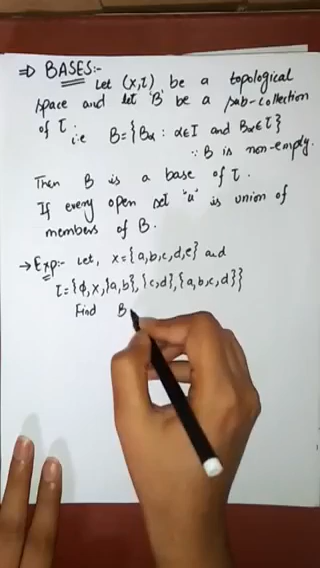 ⇒ BASES:-
Let (X,τ) be a topological
space and let 'B' be a sub-collection
of τ.
i.e B={Bα : α∈I and Bα∈τ}
∵ B is non-empty.
Then B is a base of τ.
If every open set "u" is union of
members of B.
→ Exp:- Let, x={a,b,c,d,e} and
τ={φ,x,{a,b},{c,d},{a,b,c,d}}
Find B